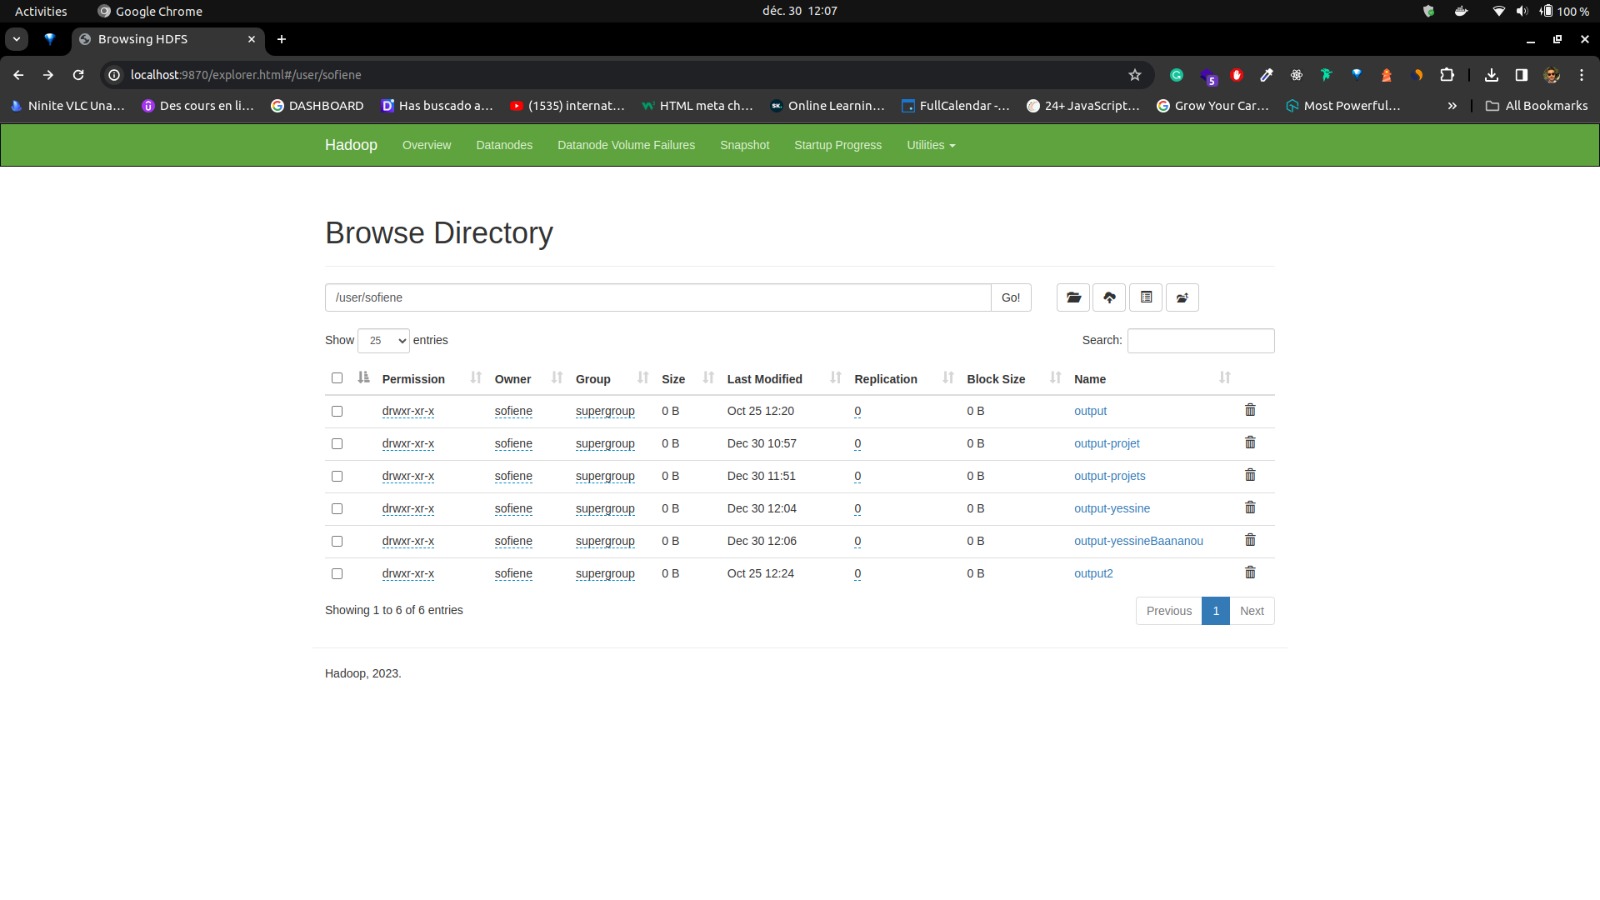 Activities Google Chrome déc. 30 12:07 100 %
Browsing HDFS
localhost:9870/explorer.html#/user/sofiene 5
Ninite VLC Una... Des cours en li... DASHBOARD Has buscado a... (1535) internat... HTML meta ch... Online Learnin... FullCalendar -... 24+ JavaScript... Grow Your Car... Most Powerful... » All Bookmarks
Hadoop Overview Datanodes Datanode Volume Failures Snapshot Startup Progress Utilities
Browse Directory
/user/sofiene Go!
Show 25 entries Search:
Permission Owner Group Size Last Modified Replication Block Size Name
drwxr-xr-x sofiene supergroup 0 B Oct 25 12:20 0 0 B output
drwxr-xr-x sofiene supergroup 0 B Dec 30 10:57 0 0 B output-projet
drwxr-xr-x sofiene supergroup 0 B Dec 30 11:51 0 0 B output-projets
drwxr-xr-x sofiene supergroup 0 B Dec 30 12:04 0 0 B output-yessine
drwxr-xr-x sofiene supergroup 0 B Dec 30 12:06 0 0 B output-yessineBaananou
drwxr-xr-x sofiene supergroup 0 B Oct 25 12:24 0 0 B output2
Showing 1 to 6 of 6 entries Previous 1 Next
Hadoop, 2023.